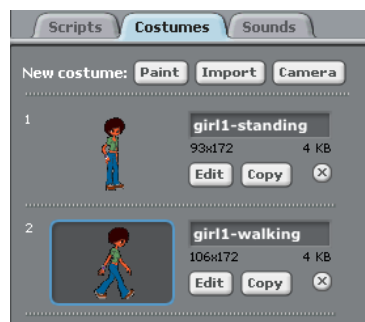 Scripts Costumes Sounds
New costume: Paint Import Camera
1
girl1-standing
93x172 4 KB
Edit Copy
2
girl1-walking
106x172 4 KB
Edit Copy